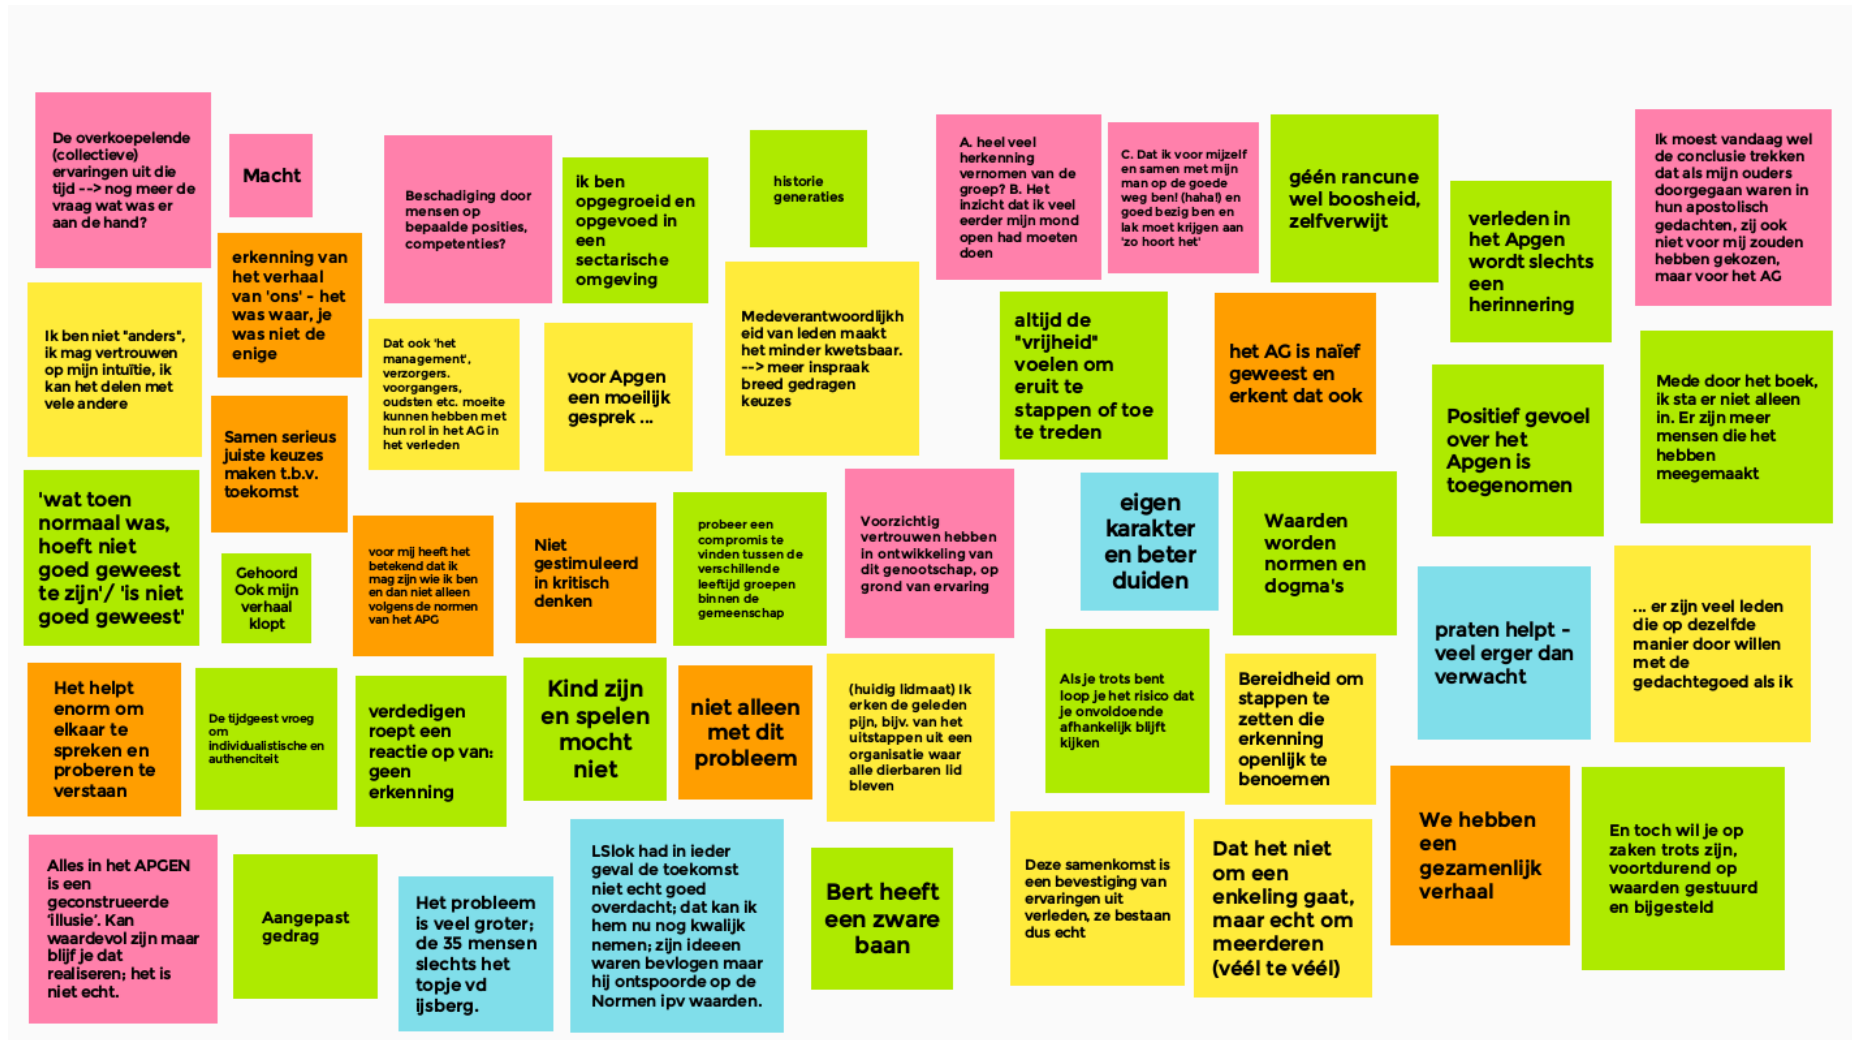 De overkoepelende
(collectieve)
ervaringen uit die
tijd --> nog meer de
vraag wat was er
aan de hand?
Macht
Beschadiging door
mensen op
bepaalde posities,
competenties?
ik ben
opgegroeid en
opgevoed in
een
sectarische
omgeving
historie
generaties
A. heel veel
herkenning
vernomen van de
groep? B. Het
inzicht dat ik veel
eerder mijn mond
open had moeten
doen
C. Dat ik voor mijzelf
en samen met mijn
man op de goede
weg ben! (haha!) en
goed bezig ben en
lak moet krijgen aan
'zo hoort het'
géén rancune
wel boosheid,
zelfverwijt
verleden in
het Apgen
wordt slechts
een
herinnering
Ik moest vandaag wel
de conclusie trekken
dat als mijn ouders
doorgegaan waren in
hun apostolisch
gedachten, zij ook
niet voor mij zouden
hebben gekozen,
maar voor het AG
Ik ben niet "anders",
ik mag vertrouwen
op mijn intuïtie, ik
kan het delen met
vele andere
erkenning van
het verhaal
van 'ons' - het
was waar, je
was niet de
enige
Dat ook 'het
management',
verzorgers.
voorgangers,
oudsten etc. moeite
kunnen hebben met
hun rol in het AG in
het verleden
voor Apgen
een moeilijk
gesprek ...
Medeverantwoordlijkh
eid van leden maakt
het minder kwetsbaar.
--> meer inspraak
breed gedragen
keuzes
altijd de
"vrijheid"
voelen om
eruit te
stappen of toe
te treden
het AG is naïef
geweest en
erkent dat ook
Positief gevoel
over het
Apgen is
toegenomen
Mede door het boek,
ik sta er niet alleen
in. Er zijn meer
mensen die het
hebben
meegemaakt
Samen serieus
juiste keuzes
maken t.b.v.
toekomst
'wat toen
normaal was,
hoeft niet
goed geweest
te zijn'/ 'is niet
goed geweest'
Gehoord
Ook mijn
verhaal
klopt
voor mij heeft het
betekend dat ik
mag zijn wie ik ben
en dan niet alleen
volgens de normen
van het APG
Niet
gestimuleerd
in kritisch
denken
probeer een
compromis te
vinden tussen de
verschillende
leeftijd groepen
binnen de
gemeenschap
Voorzichtig
vertrouwen hebben
in ontwikkeling van
dit genootschap, op
grond van ervaring
eigen
karakter
en beter
duiden
Waarden
worden
normen en
dogma's
praten helpt -
veel erger dan
verwacht
... er zijn veel leden
die op dezelfde
manier door willen
met de
gedachtegoed als ik
Het helpt
enorm om
elkaar te
spreken en
proberen te
verstaan
De tijdgeest vroeg
om
individualistische en
authenciteit
verdedigen
roept een
reactie op van:
geen
erkenning
Kind zijn
en spelen
mocht
niet
niet alleen
met dit
probleem
(huidig lidmaat) Ik
erken de geleden
pijn, bijv. van het
uitstappen uit een
organisatie waar
alle dierbaren lid
bleven
Als je trots bent
loop je het risico dat
je onvoldoende
afhankelijk blijft
kijken
Bereidheid om
stappen te
zetten die
erkenning
openlijk te
benoemen
Alles in het APGEN
is een
geconstrueerde
'illusie'. Kan
waardevol zijn maar
blijf je dat
realiseren; het is
niet echt.
Aangepast
gedrag
Het probleem
is veel groter;
de 35 mensen
slechts het
topje vd
ijsberg.
LSlok had in ieder
geval de toekomst
niet echt goed
overdacht; dat kan ik
hem nu nog kwalijk
nemen; zijn ideeen
waren bevlogen maar
hij ontspoorde op de
Normen ipv waarden.
Bert heeft
een zware
baan
Deze samenkomst is
een bevestiging van
ervaringen uit
verleden, ze bestaan
dus echt
Dat het niet
om een
enkeling gaat,
maar echt om
meerderen
(véél te véél)
We hebben
een
gezamenlijk
verhaal
En toch wil je op
zaken trots zijn,
voortdurend op
waarden gestuurd
en bijgesteld